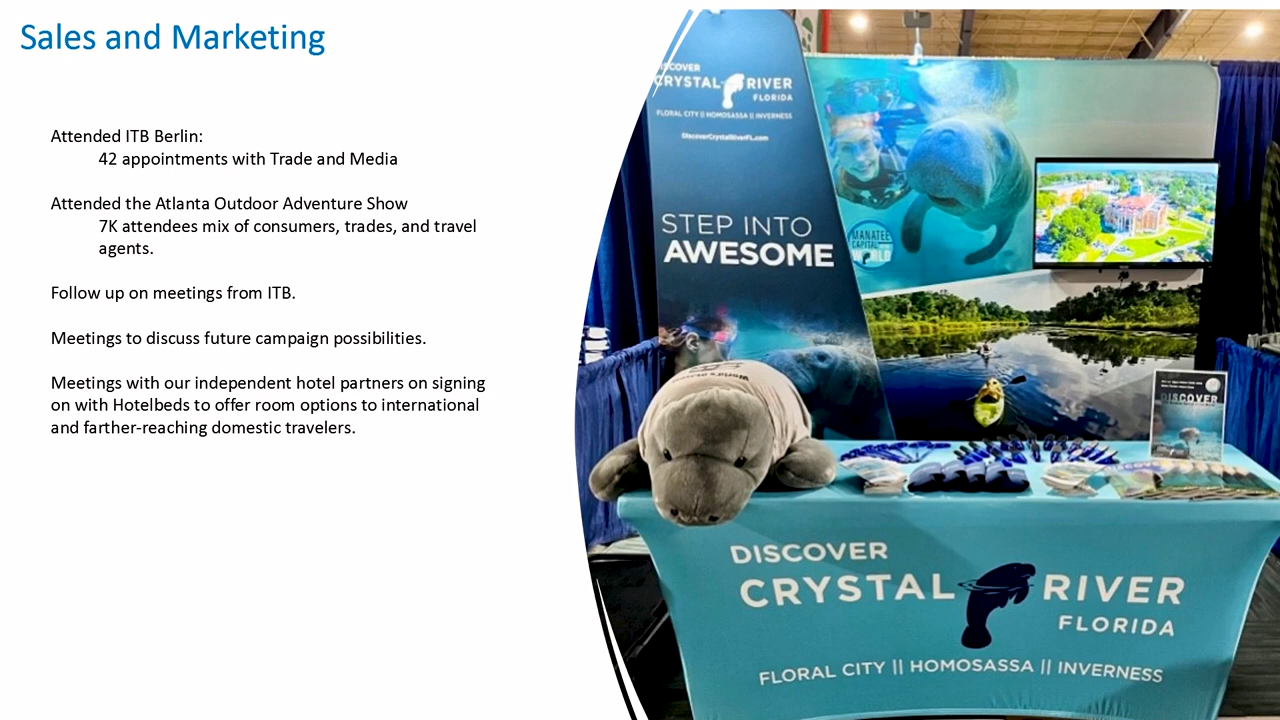 Sales and Marketing
Attended ITB Berlin:
42 appointments with Trade and Media
Attended the Atlanta Outdoor Adventure Show
7K attendees mix of consumers, trades, and travel
agents.
Follow up on meetings from ITB.
Meetings to discuss future campaign possibilities.
Meetings with our independent hotel partners on signing
on with Hotelbeds to offer room options to international
and farther-reaching domestic travelers.
DISCOVER
CRYSTAL RIVER
FLORIDA
FLORAL CITY || HOMOSASSA || INVERNESS
DiscoverCrystalRiverFL.com
STEP INTO
AWESOME
MANATEE
CAPITAL
WORLD
DISCOVER
DISCOVER
CRYSTAL RIVER
FLORIDA
FLORAL CITY || HOMOSASSA || INVERNESS